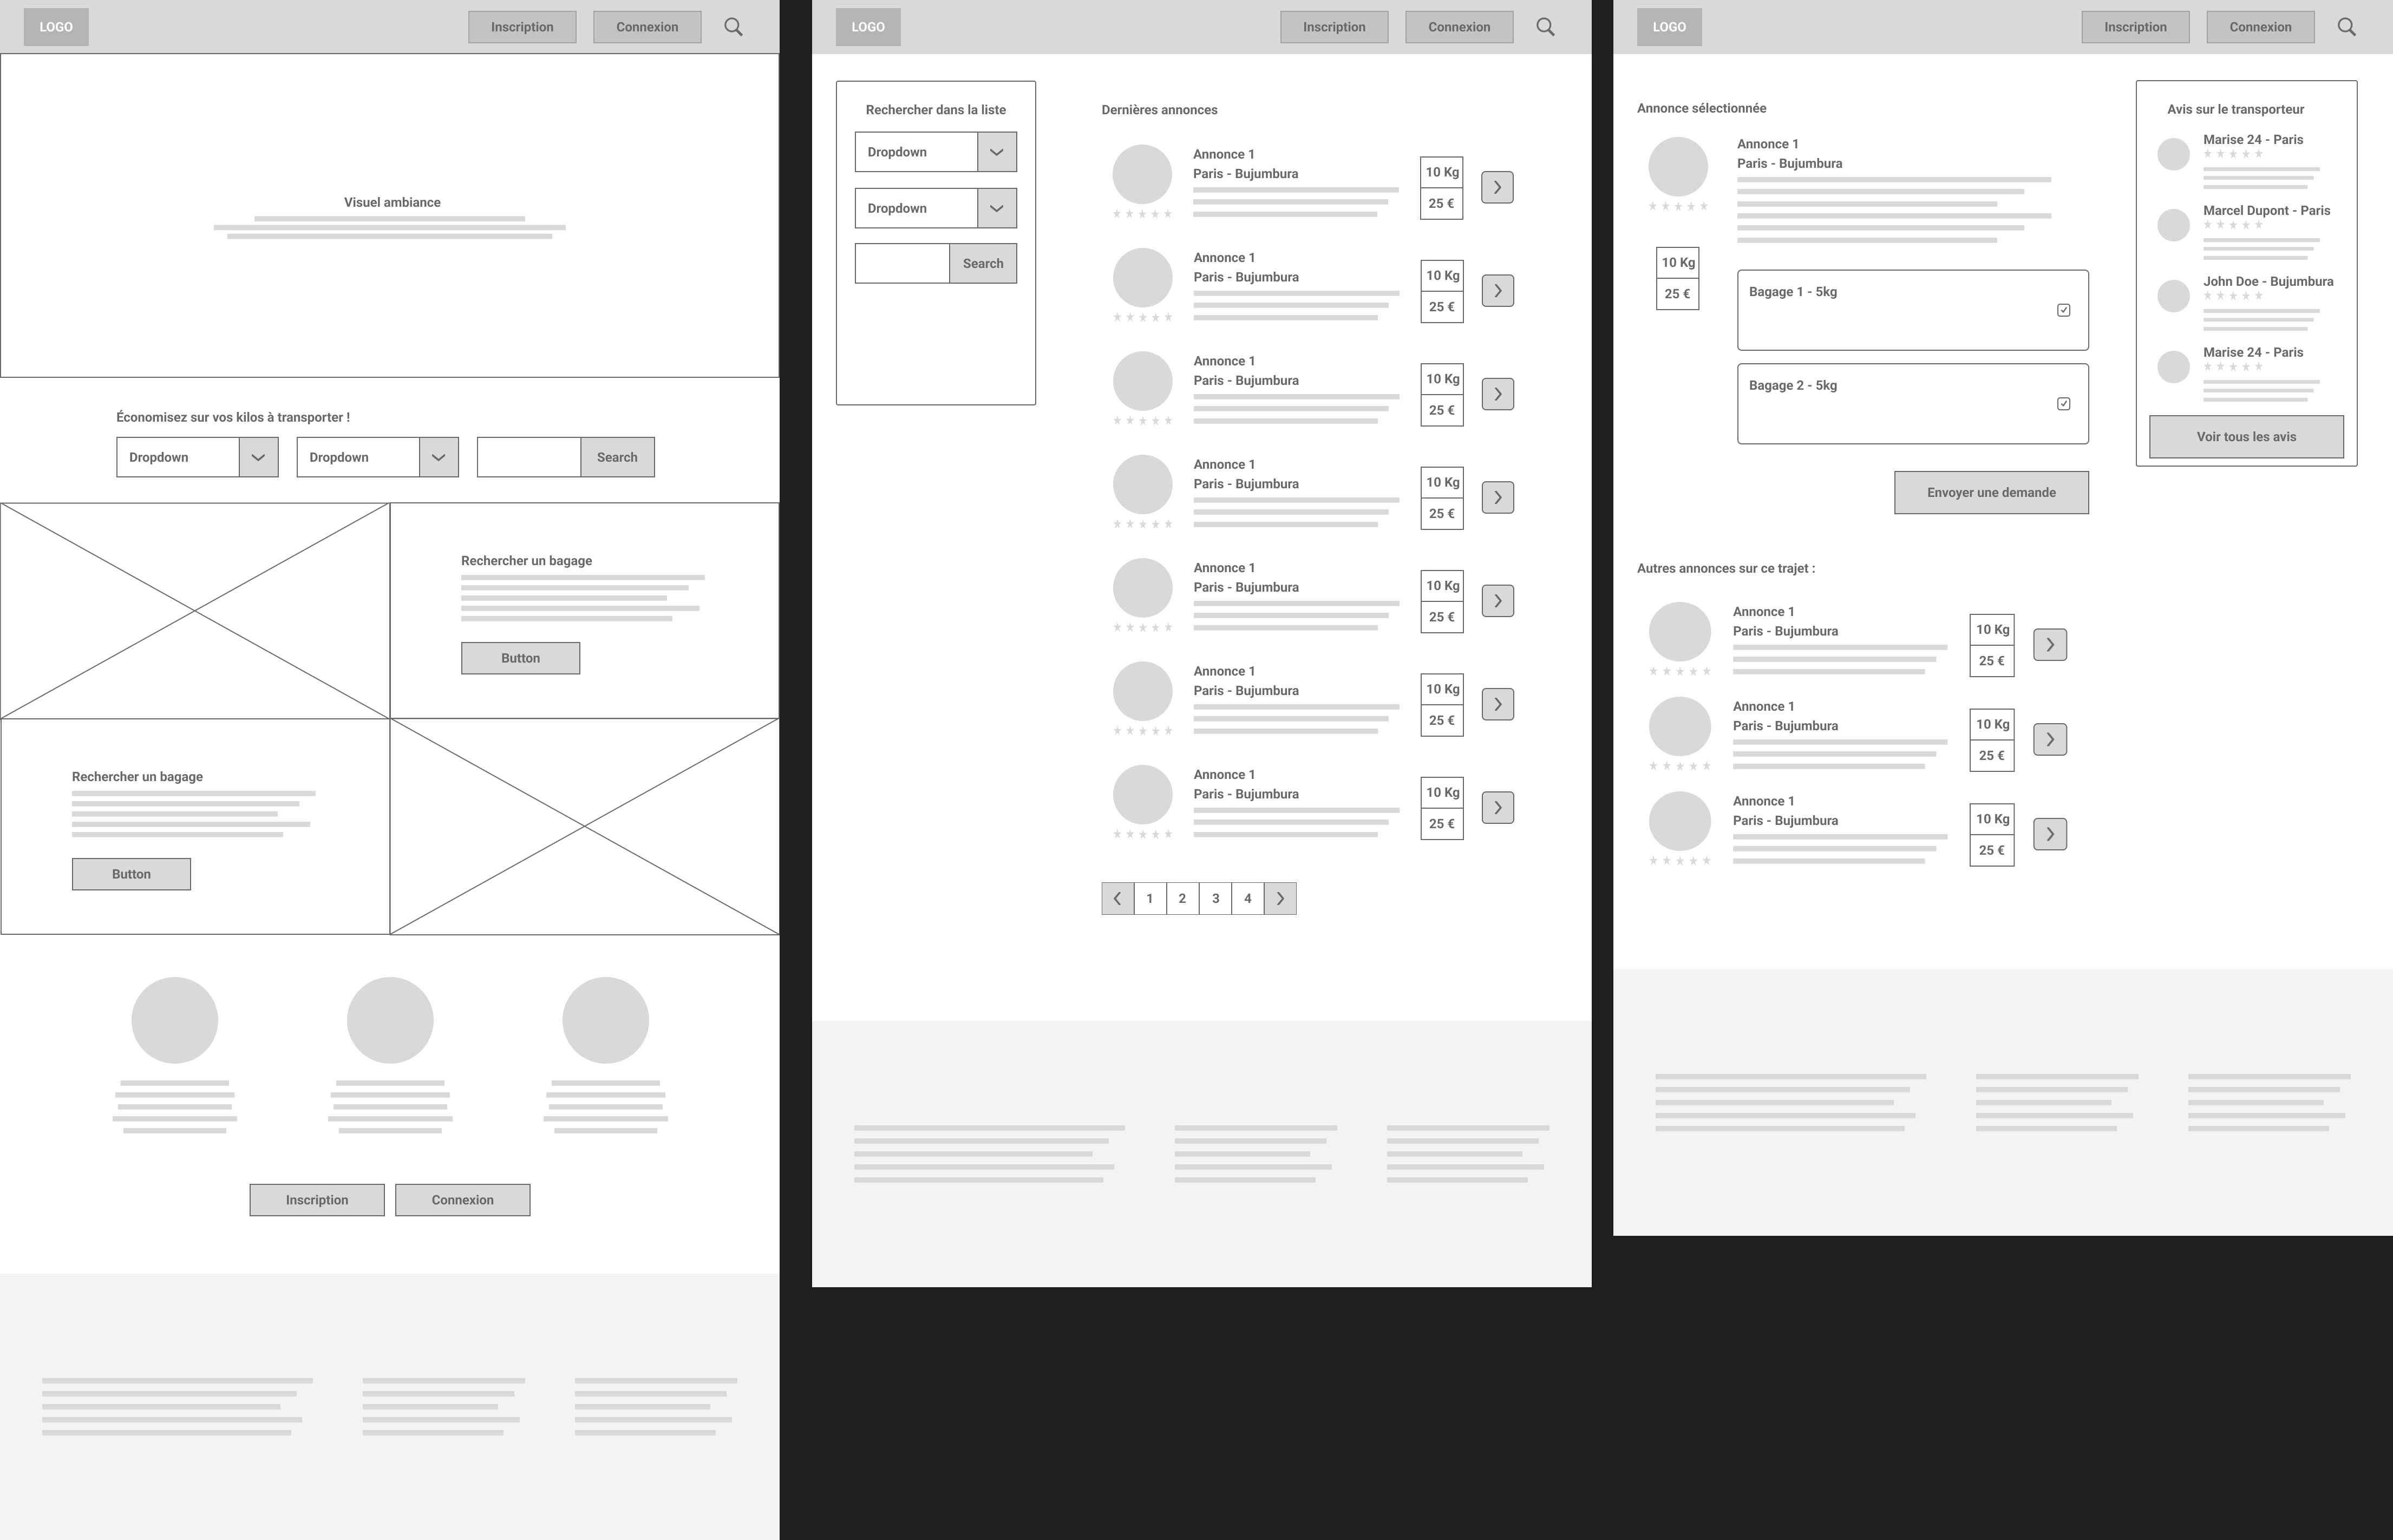 LOGO
Inscription
Connexion
Visuel ambiance
Économisez sur vos kilos à transporter !
Dropdown
Dropdown
Search
Rechercher un bagage
Button
Rechercher un bagage
Button
Inscription
Connexion
LOGO
Inscription
Connexion
Rechercher dans la liste
Dropdown
Dropdown
Search
Dernières annonces
Annonce 1
Paris - Bujumbura
10 Kg
25 €
Annonce 1
Paris - Bujumbura
10 Kg
25 €
Annonce 1
Paris - Bujumbura
10 Kg
25 €
Annonce 1
Paris - Bujumbura
10 Kg
25 €
Annonce 1
Paris - Bujumbura
10 Kg
25 €
Annonce 1
Paris - Bujumbura
10 Kg
25 €
Annonce 1
Paris - Bujumbura
10 Kg
25 €
1 2 3 4
LOGO
Inscription
Connexion
Annonce sélectionnée
Annonce 1
Paris - Bujumbura
10 Kg
25 €
Bagage 1 - 5kg
Bagage 2 - 5kg
Envoyer une demande
Avis sur le transporteur
Marise 24 - Paris
Marcel Dupont - Paris
John Doe - Bujumbura
Marise 24 - Paris
Voir tous les avis
Autres annonces sur ce trajet :
Annonce 1
Paris - Bujumbura
10 Kg
25 €
Annonce 1
Paris - Bujumbura
10 Kg
25 €
Annonce 1
Paris - Bujumbura
10 Kg
25 €